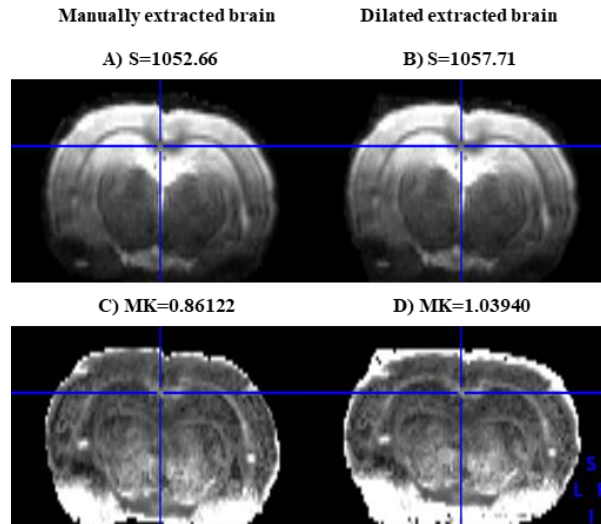 Manually extracted brain
Dilated extracted brain
A) S=1052.66
B) S=1057.71
C) MK=0.86122
D) MK=1.03940
S
L
I